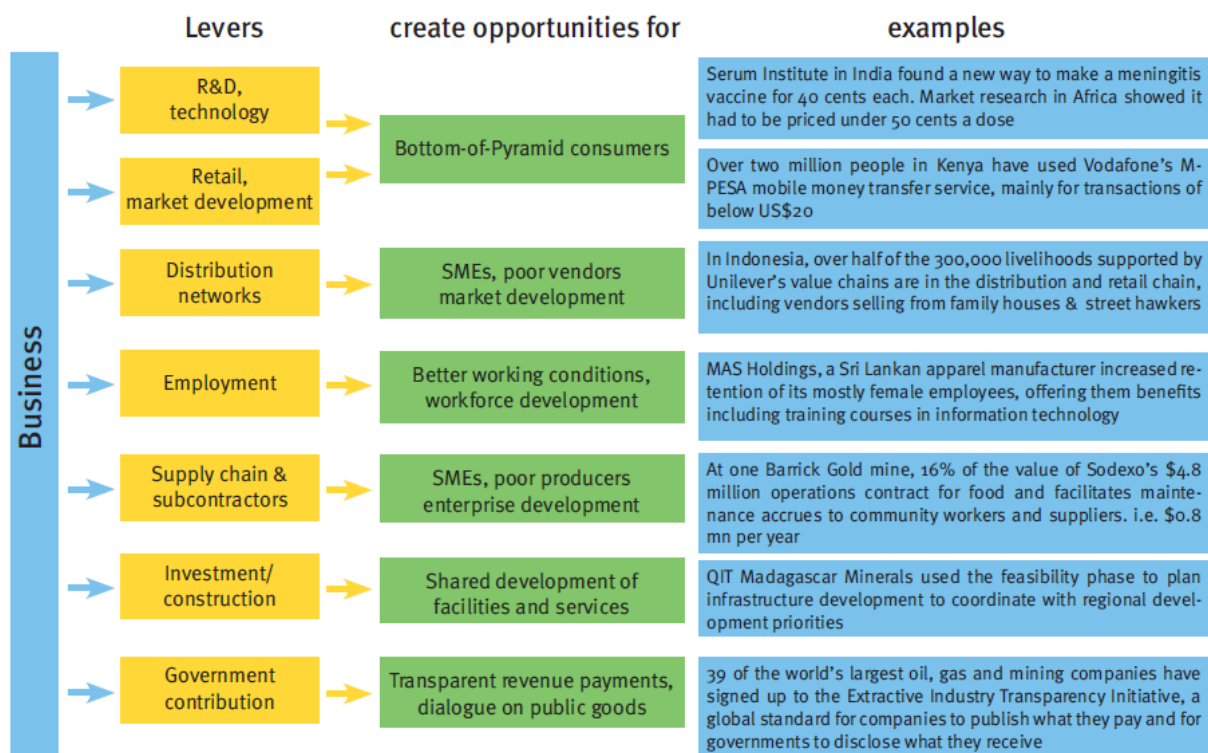 Levers
create opportunities for
examples
Business
R&D,
technology
Retail,
market development
Bottom-of-Pyramid consumers
Serum Institute in India found a new way to make a meningitis
vaccine for 40 cents each. Market research in Africa showed it
had to be priced under 50 cents a dose
Over two million people in Kenya have used Vodafone's M-
PESA mobile money transfer service, mainly for transactions of
below US$20
Distribution
networks
SMEs, poor vendors
market development
In Indonesia, over half of the 300,000 livelihoods supported by
Unilever's value chains are in the distribution and retail chain,
including vendors selling from family houses & street hawkers
Employment
Better working conditions,
workforce development
MAS Holdings, a Sri Lankan apparel manufacturer increased re-
tention of its mostly female employees, offering them benefits
including training courses in information technology
Supply chain &
subcontractors
SMEs, poor producers
enterprise development
At one Barrick Gold mine, 16% of the value of Sodexo's $4.8
million operations contract for food and facilitates mainte-
nance accrues to community workers and suppliers. i.e. $0.8
mn per year
Investment/
construction
Shared development of
facilities and services
QIT Madagascar Minerals used the feasibility phase to plan
infrastructure development to coordinate with regional devel-
opment priorities
Government
contribution
Transparent revenue payments,
dialogue on public goods
39 of the world's largest oil, gas and mining companies have
signed up to the Extractive Industry Transparency Initiative, a
global standard for companies to publish what they pay and for
governments to disclose what they receive